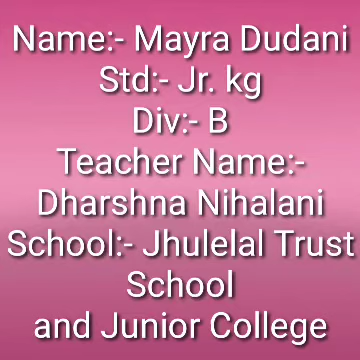 Name:- Mayra Dudani
Std:- Jr. kg
Div:- B
Teacher Name:-
Dharshna Nihalani
School:- Jhulelal Trust
School
and Junior College